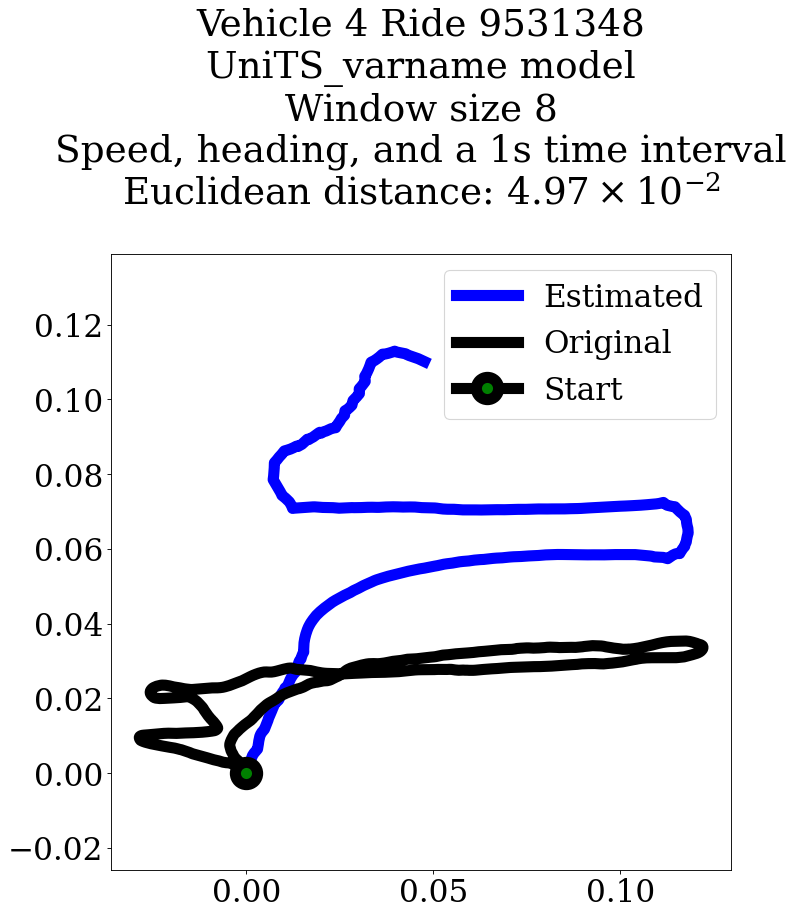 Vehicle 4 Ride 9531348
UniTS_varname model
Window size 8
Speed, heading, and a 1s time interval
Euclidean distance: 4.97 × 10⁻²
Estimated
Original
Start
0.12
0.10
0.08
0.06
0.04
0.02
0.00
−0.02
0.00 0.05 0.10